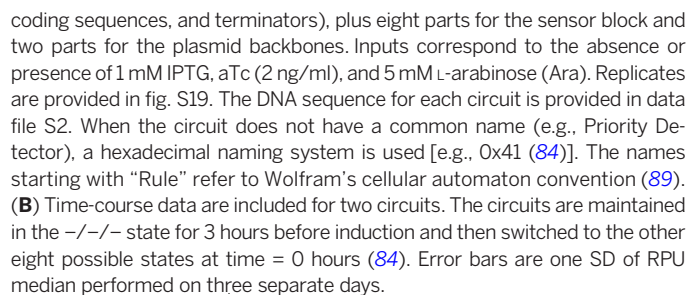 coding sequences, and terminators), plus eight parts for the sensor block and
two parts for the plasmid backbones. Inputs correspond to the absence or
presence of 1 mM IPTG, aTc (2 ng/ml), and 5 mM L-arabinose (Ara). Replicates
are provided in fig. S19. The DNA sequence for each circuit is provided in data
file S2. When the circuit does not have a common name (e.g., Priority De-
tector), a hexadecimal naming system is used [e.g., 0x41 (84)]. The names
starting with “Rule” refer to Wolfram’s cellular automaton convention (89).
(B) Time-course data are included for two circuits. The circuits are maintained
in the −/−/− state for 3 hours before induction and then switched to the other
eight possible states at time = 0 hours (84). Error bars are one SD of RPU
median performed on three separate days.